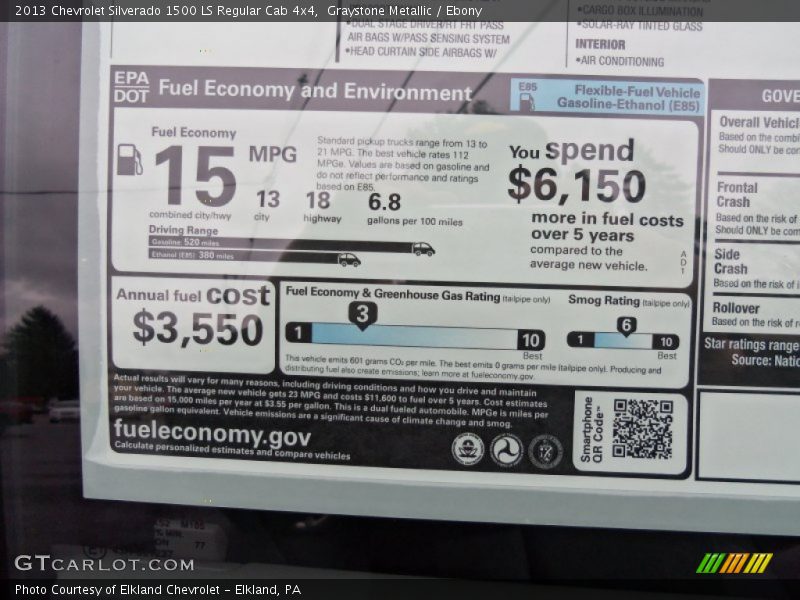 2013 Chevrolet Silverado 1500 LS Regular Cab 4x4, Graystone Metallic / Ebony
•DUAL STAGE DRIVER/RT FRT PASS
AIR BAGS W/PASS SENSING SYSTEM
•HEAD CURTAIN SIDE AIRBAGS W/
•CARGO BOX ILLUMINATION
•SOLAR-RAY TINTED GLASS
INTERIOR
•AIR CONDITIONING
EPA
DOT
Fuel Economy and Environment
E85
Flexible-Fuel Vehicle
Gasoline-Ethanol (E85)
Fuel Economy
15 MPG
combined city/hwy
13
city
18
highway
6.8
gallons per 100 miles
Standard pickup trucks range from 13 to
21 MPG. The best vehicle rates 112
MPGe. Values are based on gasoline and
do not reflect performance and ratings
based on E85.
Driving Range
Gasoline: 520 miles
Ethanol (E85) 380 miles
You spend
$6,150
more in fuel costs
over 5 years
compared to the
average new vehicle.
A
D
1
Annual fuel cost
$3,550
Fuel Economy & Greenhouse Gas Rating (tailpipe only)
3
1
10
Best
Smog Rating (tailpipe only)
6
1
10
Best
This vehicle emits 601 grams CO2 per mile. The best emits 0 grams per mile (tailpipe only). Producing and
distributing fuel also create emissions; learn more at fueleconomy.gov.
Actual results will vary for many reasons, including driving conditions and how you drive and maintain
your vehicle. The average new vehicle gets 23 MPG and costs $11,600 to fuel over 5 years. Cost estimates
are based on 15,000 miles per year at $3.55 per gallon. This is a dual fueled automobile. MPGe is miles per
gasoline gallon equivalent. Vehicle emissions are a significant cause of climate change and smog.
fueleconomy.gov
Calculate personalized estimates and compare vehicles
Smartphone
QR Code™
GOVE
Overall Vehicl
Based on the combi
Should ONLY be com
Frontal
Crash
Based on the risk of
Should ONLY be com
Side
Crash
Based on the risk of i
Rollover
Based on the risk of r
Star ratings range
Source: Natio
77
GTCARLOT.COM
Photo Courtesy of Elkland Chevrolet - Elkland, PA